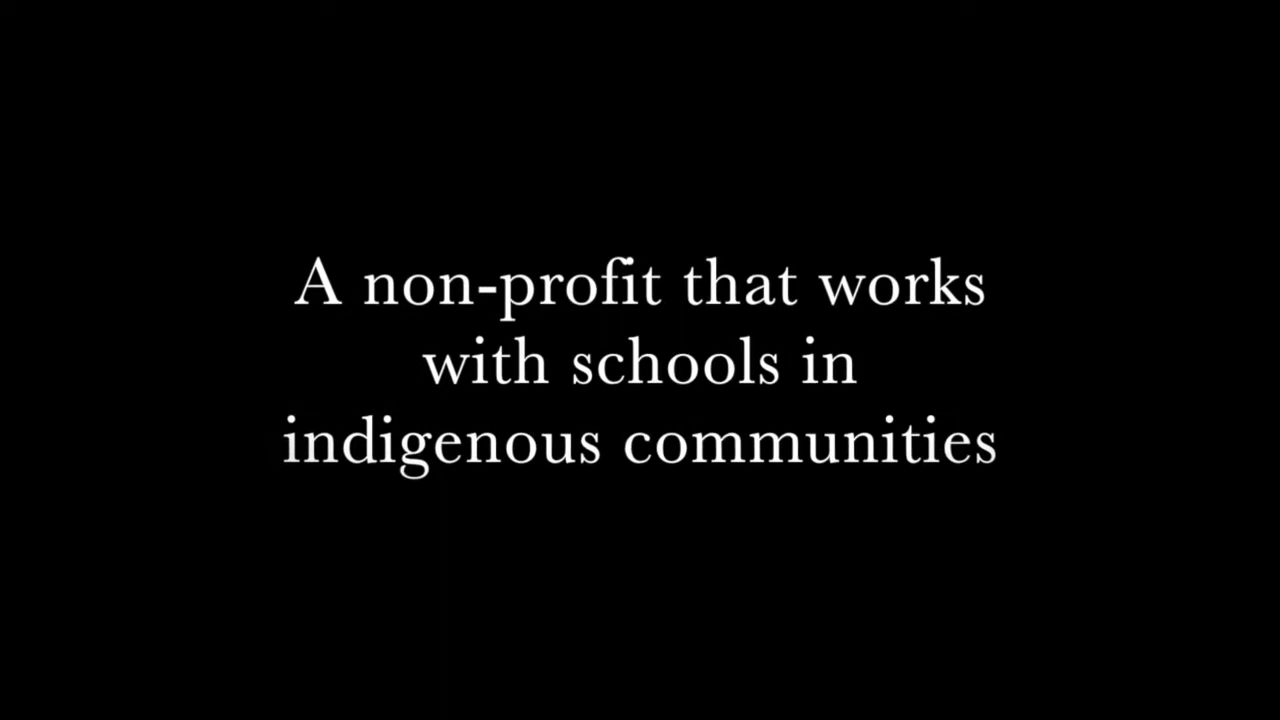 A non-profit that works
with schools in
indigenous communities